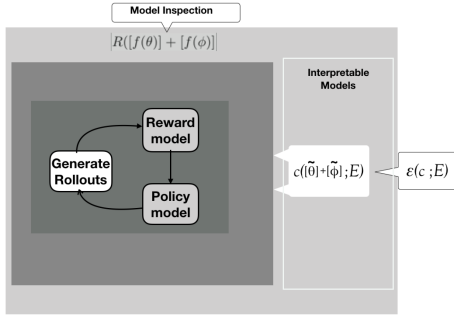 Model Inspection
|R([f(θ)] + [f(ϕ)]|
Interpretable
Models
Reward
model
Generate
Rollouts
Policy
model
c([θ̃]+[ϕ̃];E)
ε(c ;E)